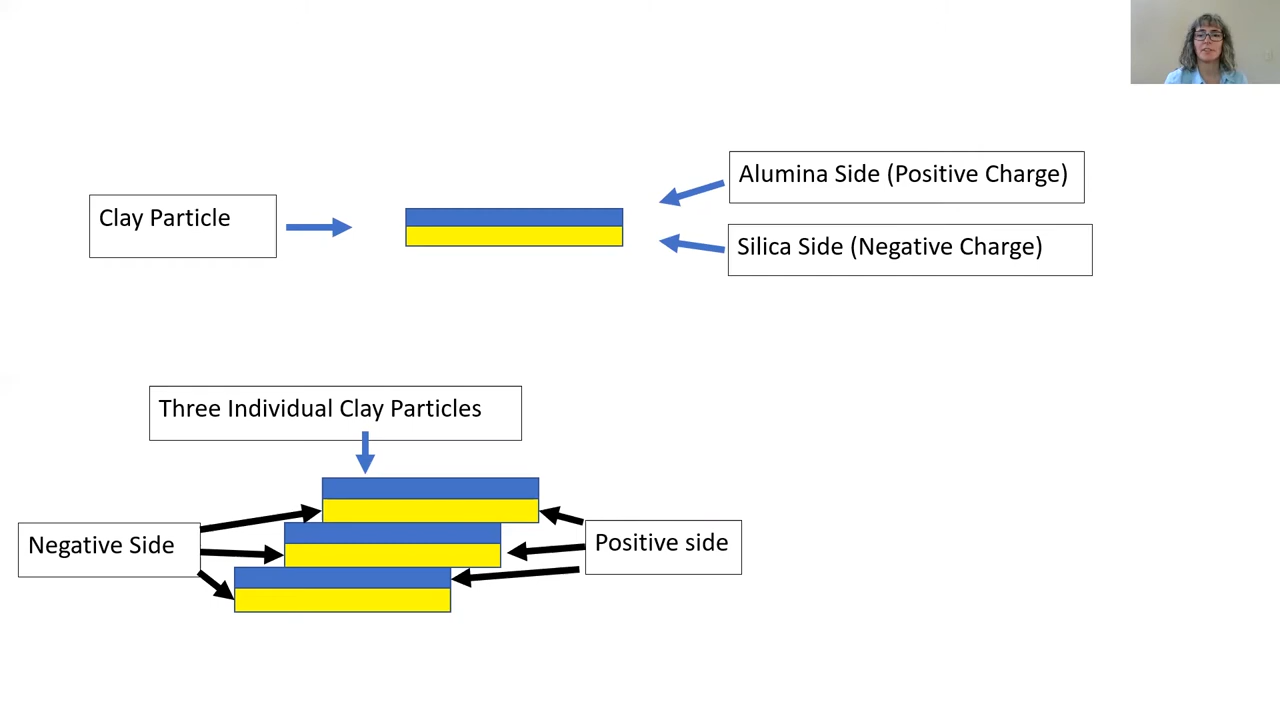 Alumina Side (Positive Charge)
Clay Particle
Silica Side (Negative Charge)
Three Individual Clay Particles
Negative Side
Positive side